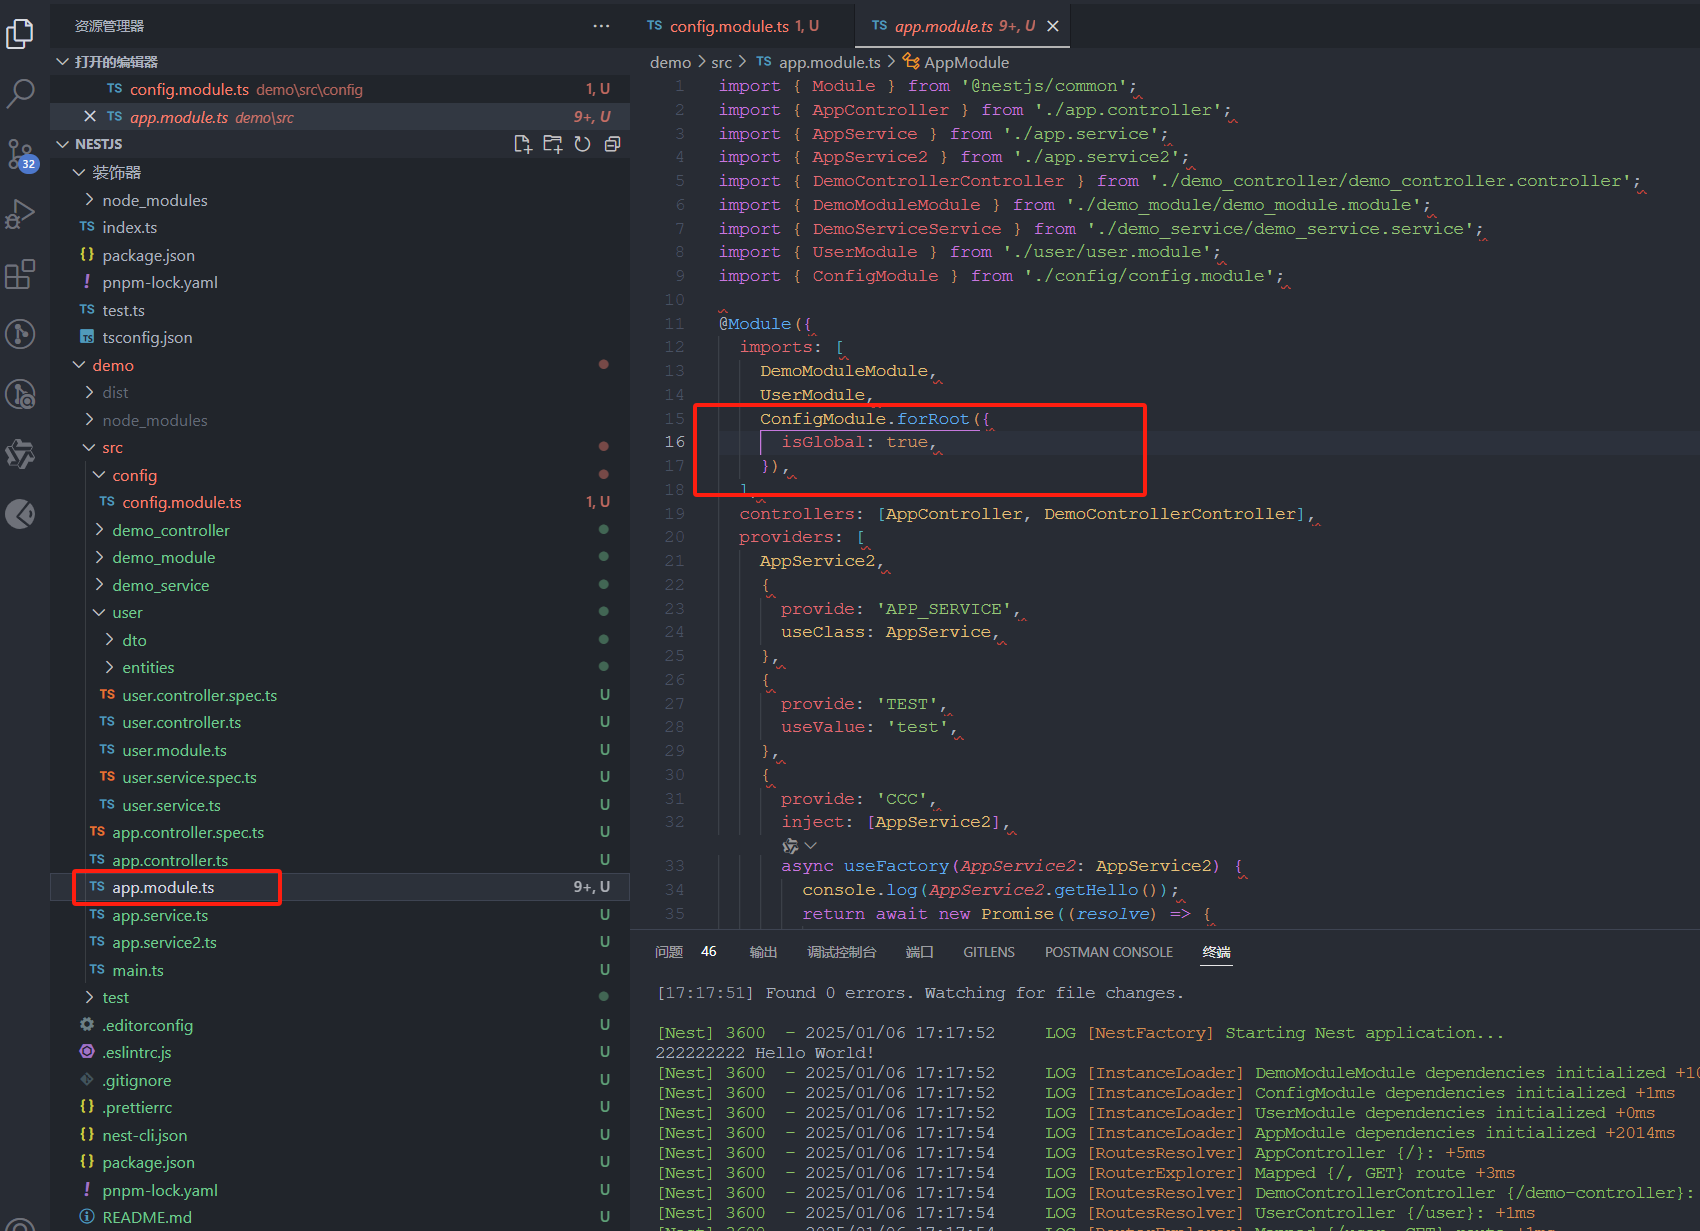 资源管理器
打开的编辑器
TS config.module.ts demo\src\config 1, U
TS app.module.ts demo\src 9+, U
NESTJS
装饰器
node_modules
TS index.ts
{} package.json
! pnpm-lock.yaml
TS test.ts
TS tsconfig.json
demo
dist
node_modules
src
config
TS config.module.ts 1, U
demo_controller
demo_module
demo_service
user
dto
entities
TS user.controller.spec.ts U
TS user.controller.ts U
TS user.module.ts U
TS user.service.spec.ts U
TS user.service.ts U
TS app.controller.spec.ts U
TS app.controller.ts U
TS app.module.ts 9+, U
TS app.service.ts U
TS app.service2.ts U
TS main.ts U
test
.editorconfig U
.eslintrc.js U
.gitignore U
{} .prettierrc U
{} nest-cli.json U
{} package.json U
! pnpm-lock.yaml U
README.md U
32
TS config.module.ts 1, U
TS app.module.ts 9+, U
demo > src > TS app.module.ts > AppModule
1 import { Module } from '@nestjs/common';
2 import { AppController } from './app.controller';
3 import { AppService } from './app.service';
4 import { AppService2 } from './app.service2';
5 import { DemoControllerController } from './demo_controller/demo_controller.controller';
6 import { DemoModuleModule } from './demo_module/demo_module.module';
7 import { DemoServiceService } from './demo_service/demo_service.service';
8 import { UserModule } from './user/user.module';
9 import { ConfigModule } from './config/config.module';
10
11 @Module({
12 imports: [
13 DemoModuleModule,
14 UserModule,
15 ConfigModule.forRoot({
16 isGlobal: true,
17 }),
18 ],
19 controllers: [AppController, DemoControllerController],
20 providers: [
21 AppService2,
22 {
23 provide: 'APP_SERVICE',
24 useClass: AppService,
25 },
26 {
27 provide: 'TEST',
28 useValue: 'test',
29 },
30 {
31 provide: 'CCC',
32 inject: [AppService2],
33 async useFactory(AppService2: AppService2) {
34 console.log(AppService2.getHello());
35 return await new Promise((resolve) => {
问题 46 输出 调试控制台 端口 GITLENS POSTMAN CONSOLE 终端
[17:17:51] Found 0 errors. Watching for file changes.
[Nest] 3600 - 2025/01/06 17:17:52 LOG [NestFactory] Starting Nest application...
222222222 Hello World!
[Nest] 3600 - 2025/01/06 17:17:52 LOG [InstanceLoader] DemoModuleModule dependencies initialized
[Nest] 3600 - 2025/01/06 17:17:52 LOG [InstanceLoader] ConfigModule dependencies initialized +1ms
[Nest] 3600 - 2025/01/06 17:17:52 LOG [InstanceLoader] UserModule dependencies initialized +0ms
[Nest] 3600 - 2025/01/06 17:17:54 LOG [InstanceLoader] AppModule dependencies initialized +2014ms
[Nest] 3600 - 2025/01/06 17:17:54 LOG [RoutesResolver] AppController {/}: +5ms
[Nest] 3600 - 2025/01/06 17:17:54 LOG [RouterExplorer] Mapped {/, GET} route +3ms
[Nest] 3600 - 2025/01/06 17:17:54 LOG [RoutesResolver] DemoControllerController {/demo-controller}:
[Nest] 3600 - 2025/01/06 17:17:54 LOG [RoutesResolver] UserController {/user}: +1ms